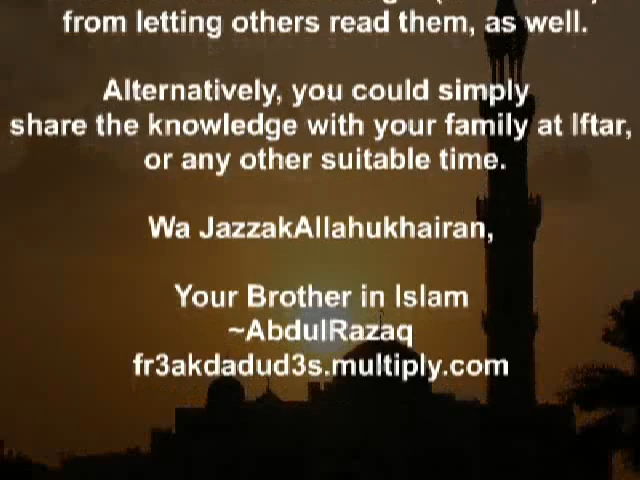 from letting others read them, as well.
Alternatively, you could simply
share the knowledge with your family at Iftar,
or any other suitable time.
Wa JazzakAllahukhairan,
Your Brother in Islam
~AbdulRazaq
fr3akdadud3s.multiply.com